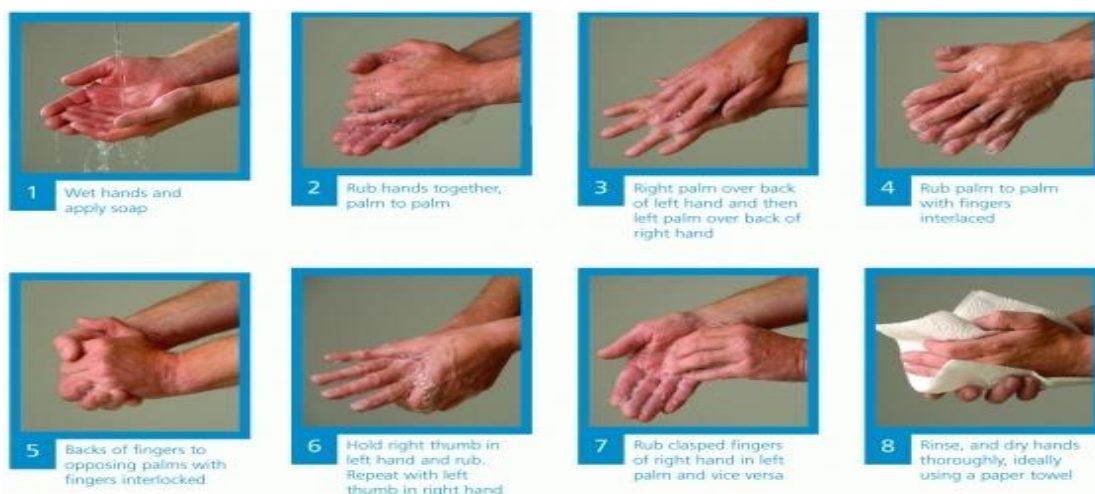 1
Wet hands and
apply soap
2
Rub hands together,
palm to palm
3
Right palm over back
of left hand and then
left palm over back of
right hand
4
Rub palm to palm
with fingers
interlaced
5
Backs of fingers to
opposing palms with
fingers interlocked
6
Hold right thumb in
left hand and rub.
Repeat with left
thumb in right hand
7
Rub clasped fingers
of right hand in left
palm and vice versa
8
Rinse, and dry hands
thoroughly, ideally
using a paper towel